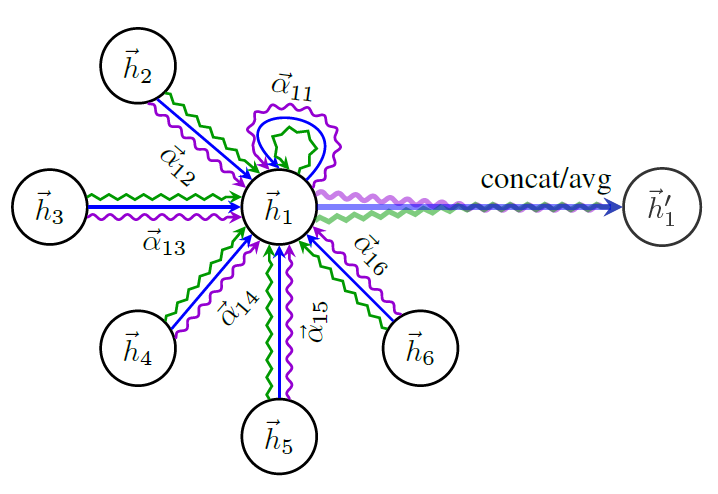 h⃗₂
α⃗₁₁
concat/avg
α⃗₁₂
h⃗₃
h⃗₁
h⃗′₁
α⃗₁₃
α⃗₁₆
α⃗₁₄
α⃗₁₅
h⃗₄
h⃗₆
h⃗₅